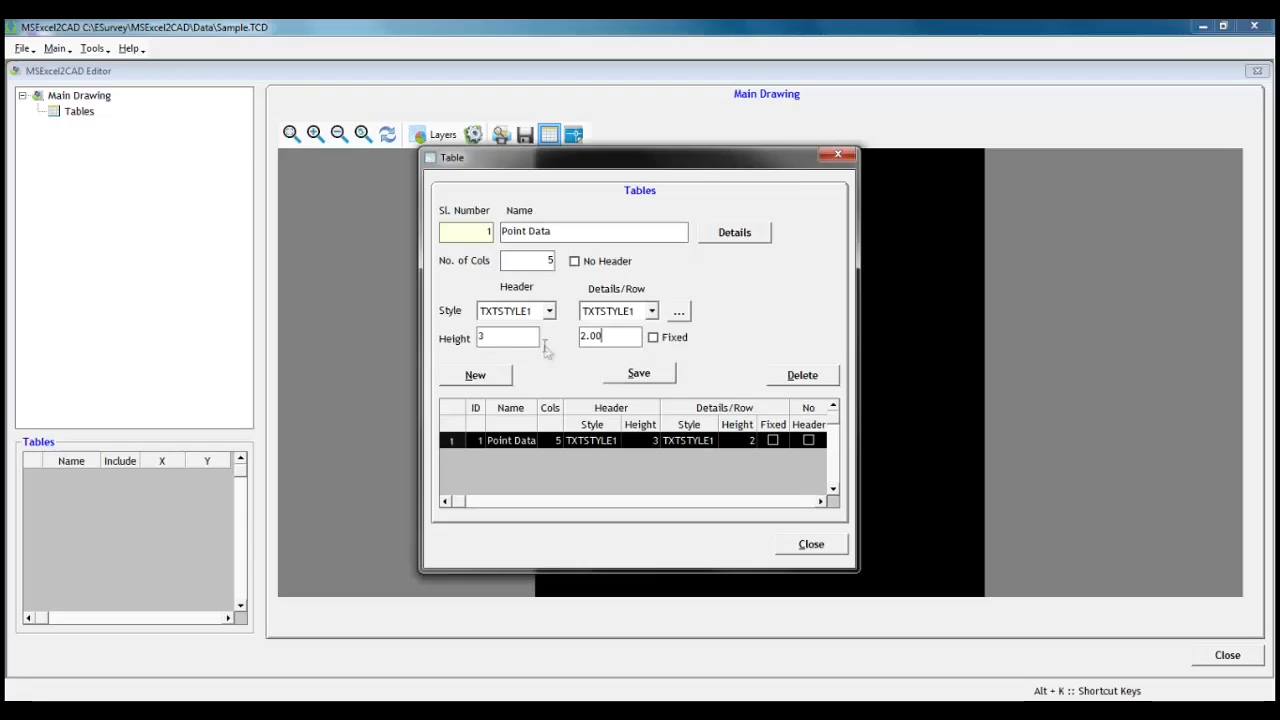 MSExcel2CAD C:\ESurvey\MSExcel2CAD\Data\Sample.TCD
File Main Tools Help
MSExcel2CAD Editor
Main Drawing
Tables
Main Drawing
Layers
Table
Tables
Sl. Number Name
1 Point Data Details
No. of Cols 5 No Header
Header Details/Row
Style TXTSTYLE1 TXTSTYLE1 ...
Height 3 2.00 Fixed
New Save Delete
ID Name Cols Header Details/Row No
Style Height Style Height Fixed Header
1 1 Point Data 5 TXTSTYLE1 3 TXTSTYLE1 2
Close
Tables
Name Include X Y
Close
Alt + K :: Shortcut Keys